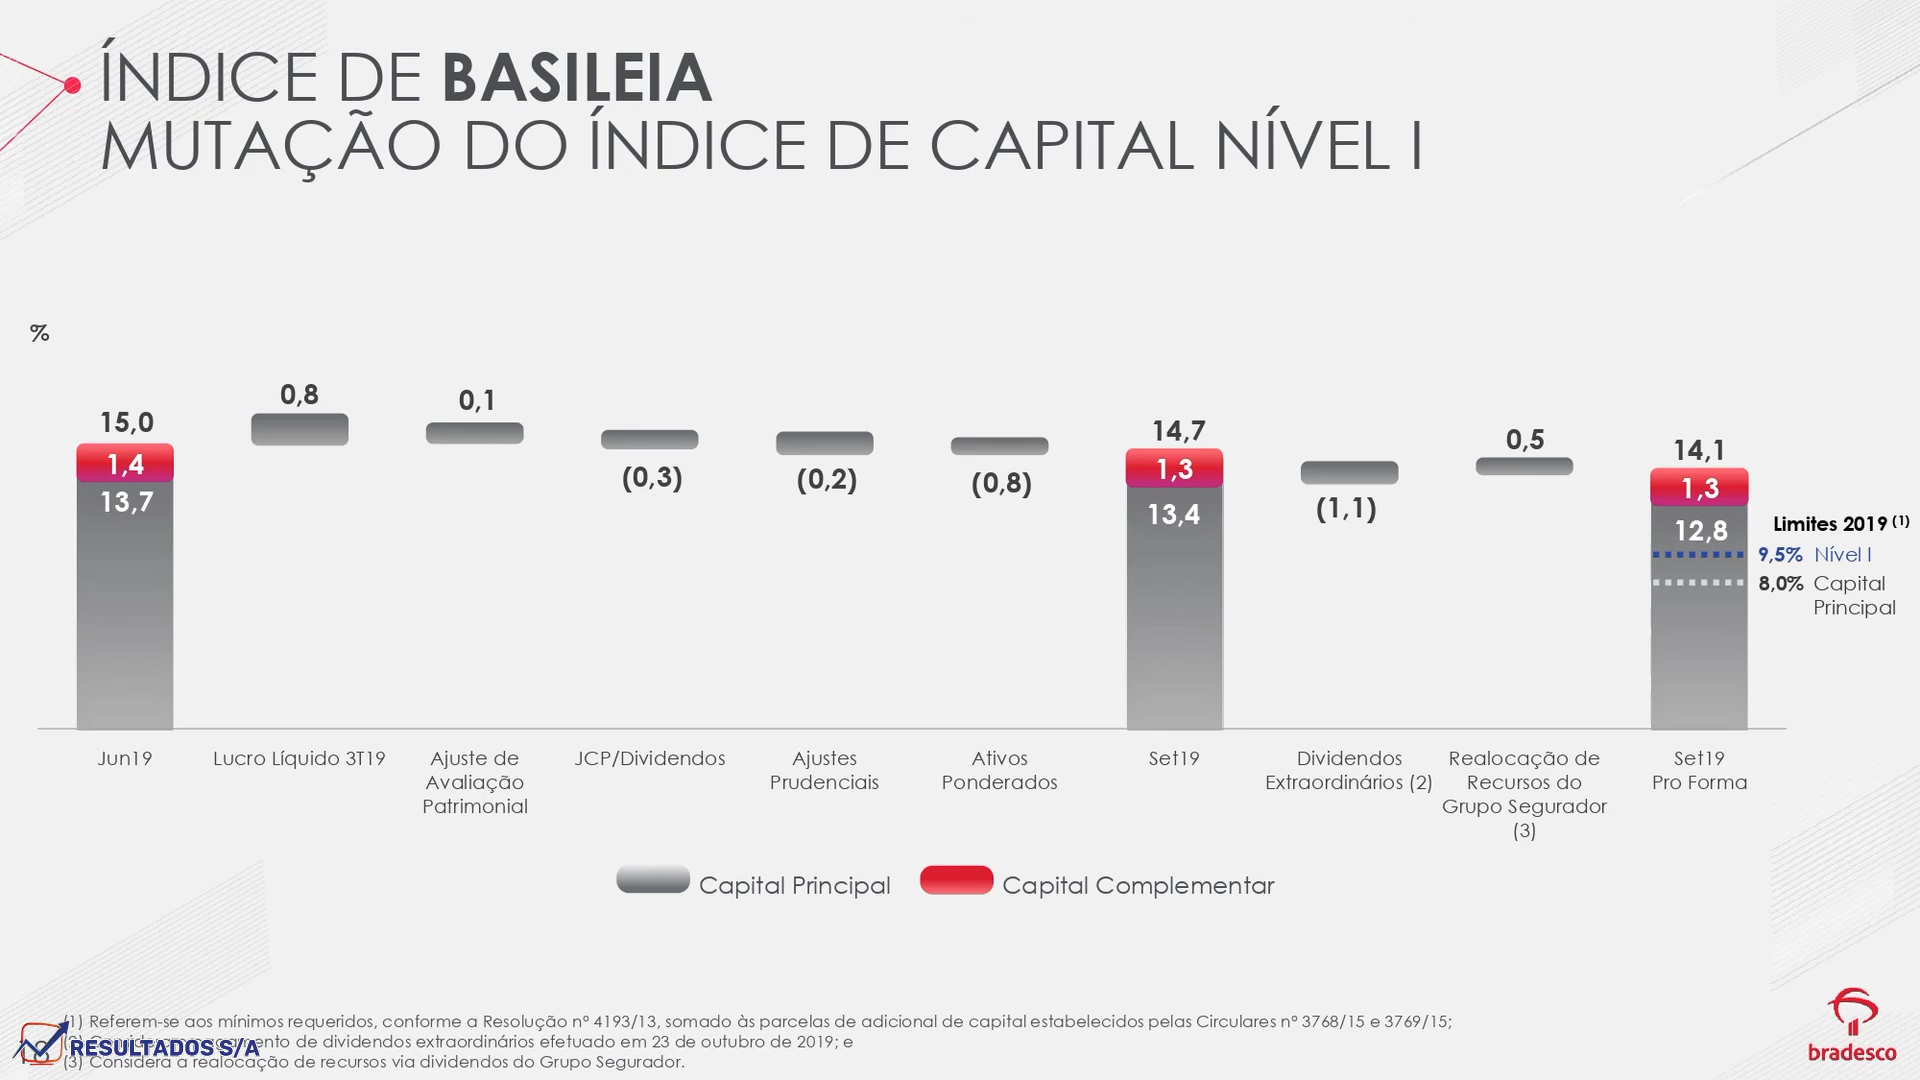 ÍNDICE DE BASILEIA
MUTAÇÃO DO ÍNDICE DE CAPITAL NÍVEL I
%
15,0
1,4
13,7
0,8
0,1
(0,3)
(0,2)
(0,8)
14,7
1,3
13,4
(1,1)
0,5
14,1
1,3
12,8
Limites 2019 (1)
9,5% Nível I
8,0% Capital
Principal
Jun19
Lucro Líquido 3T19
Ajuste de
Avaliação
Patrimonial
JCP/Dividendos
Ajustes
Prudenciais
Ativos
Ponderados
Set19
Dividendos
Extraordinários (2)
Realocação de
Recursos do
Grupo Segurador
(3)
Set19
Pro Forma
Capital Principal
Capital Complementar
(1) Referem-se aos mínimos requeridos, conforme a Resolução nº 4193/13, somado às parcelas de adicional de capital estabelecidos pelas Circulares nº 3768/15 e 3769/15;
de dividendos extraordinários efetuado em 23 de outubro de 2019; e
(3) Considera a realocação de recursos via dividendos do Grupo Segurador.
RESULTADOS S/A
bradesco